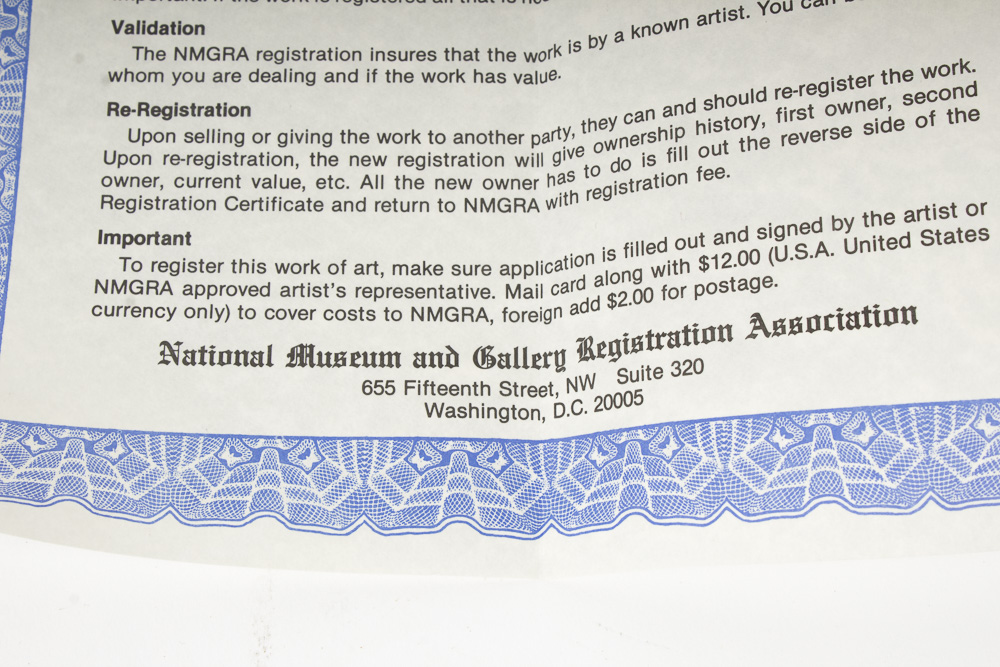 Validation
The NMGRA registration insures that the work is by a known artist. You can
whom you are dealing and if the work has value.
Re-Registration
Upon selling or giving the work to another party, they can and should re-register the work.
Upon re-registration, the new registration will give ownership history, first owner, second
owner, current value, etc. All the new owner has to do is fill out the reverse side of the
Registration Certificate and return to NMGRA with registration fee.
Important
To register this work of art, make sure application is filled out and signed by the artist or
NMGRA approved artist's representative. Mail card along with $12.00 (U.S.A. United States
currency only) to cover costs to NMGRA, foreign add $2.00 for postage.
National Museum and Gallery Registration Association
655 Fifteenth Street, NW Suite 320
Washington, D.C. 20005